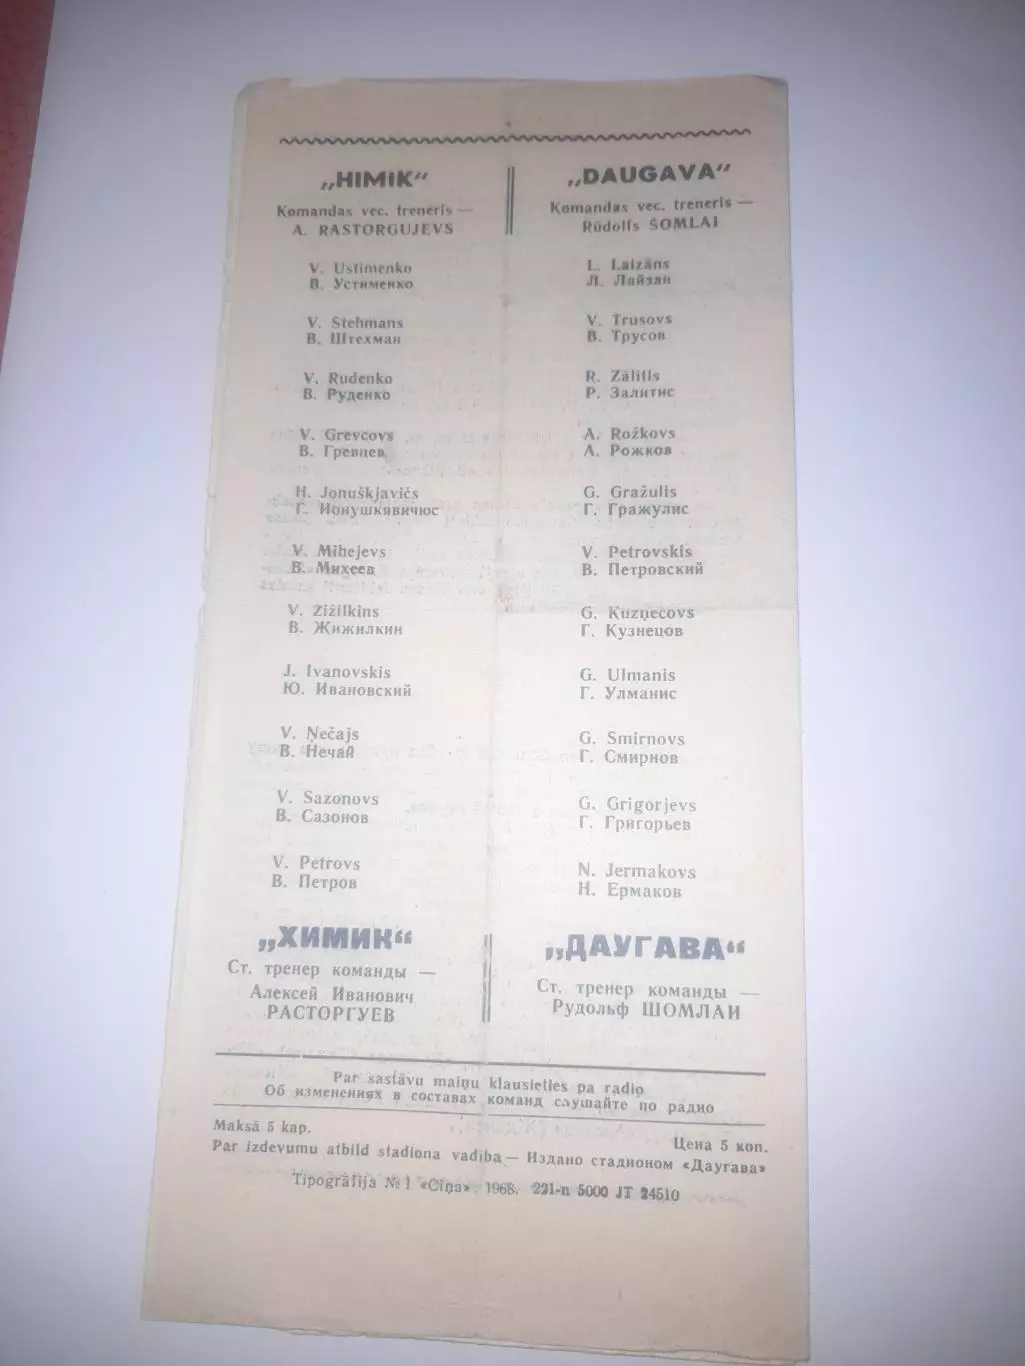 „HIMIK“
Komandas vec. treneris —
A. RASTORGUJEVS
V. Ustimenko
В. Устименко
V. Štehmans
В. Штехман
V. Rudenko
В. Руденко
V. Grevcovs
В. Гревцев
H. Jonuškjavičs
Г. Ионушкявичюс
V. Mihejevs
В. Михеев
V. Žižilkins
В. Жижилкин
J. Ivanovskis
Ю. Ивановский
V. Ņečajs
В. Нечай
V. Sazonovs
В. Сазонов
V. Petrovs
В. Петров
„ХИМИК“
Ст. тренер команды —
Алексей Иванович
РАСТОРГУЕВ
„DAUGAVA“
Komandas vec. treneris —
Rūdolfs ŠOMLAI
L. Laizāns
Л. Лайзан
V. Trusovs
В. Трусов
R. Zālītis
Р. Залитис
A. Rožkovs
А. Рожков
G. Gražulis
Г. Гражулис
V. Petrovskis
В. Петровский
G. Kuzņecovs
Г. Кузнецов
G. Ulmanis
Г. Улманис
G. Smirnovs
Г. Смирнов
G. Grigorjevs
Г. Григорьев
N. Jermakovs
Н. Ермаков
„ДАУГАВА“
Ст. тренер команды —
Рудольф ШОМЛАИ
Par sastāvu maiņu klausieties pa radio
Об изменениях в составах команд слушайте по радио
Maksā 5 kap.
Цена 5 коп.
Par izdevumu atbild stadiona vadība — Издано стадионом «Даугава»
Tipogrāfija № 1 «Cīņa». 1968. 221-n 5000 JT 24510